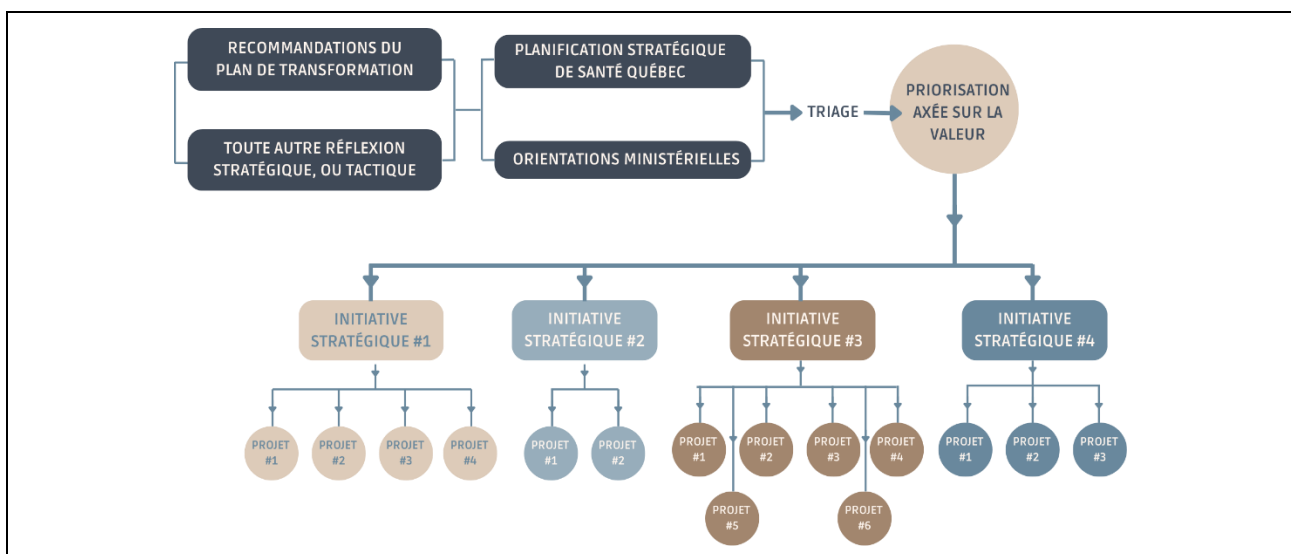 RECOMMANDATIONS DU
PLAN DE TRANSFORMATION
TOUTE AUTRE RÉFLEXION
STRATÉGIQUE, OU TACTIQUE
PLANIFICATION STRATÉGIQUE
DE SANTÉ QUÉBEC
ORIENTATIONS MINISTÉRIELLES
TRIAGE
PRIORISATION
AXÉE SUR LA
VALEUR
INITIATIVE
STRATÉGIQUE #1
INITIATIVE
STRATÉGIQUE #2
INITIATIVE
STRATÉGIQUE #3
INITIATIVE
STRATÉGIQUE #4
PROJET
#1
PROJET
#2
PROJET
#3
PROJET
#4
PROJET
#1
PROJET
#2
PROJET
#1
PROJET
#2
PROJET
#3
PROJET
#4
PROJET
#5
PROJET
#6
PROJET
#1
PROJET
#2
PROJET
#3